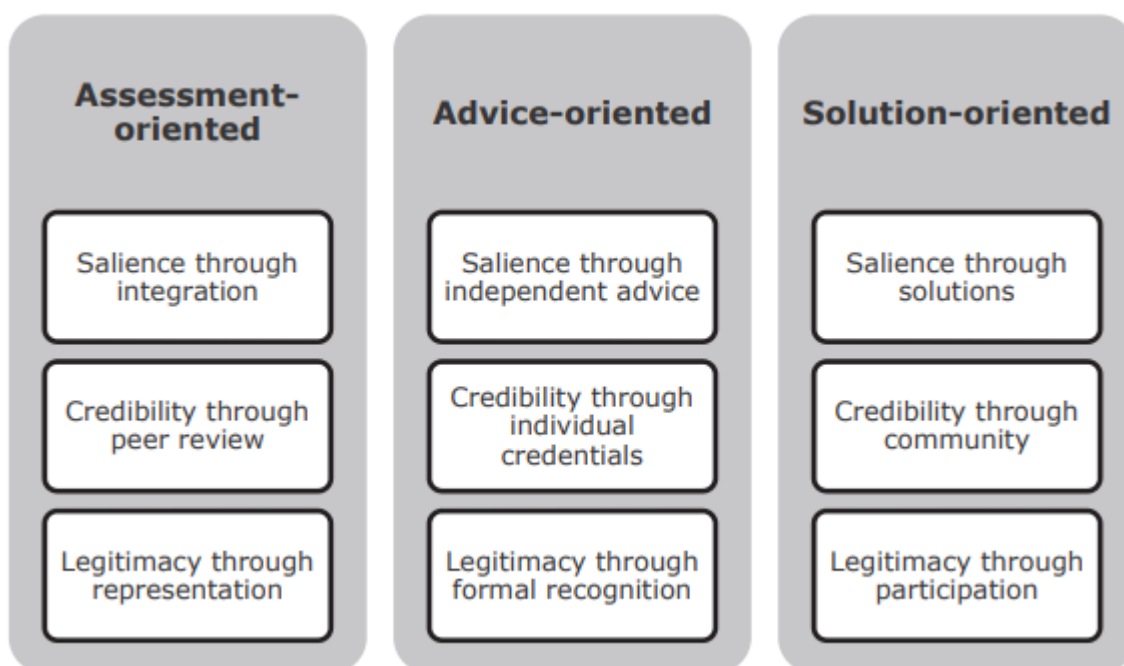 Assessment-
oriented
Salience through
integration
Credibility through
peer review
Legitimacy through
representation
Advice-oriented
Salience through
independent advice
Credibility through
individual
credentials
Legitimacy through
formal recognition
Solution-oriented
Salience through
solutions
Credibility through
community
Legitimacy through
participation